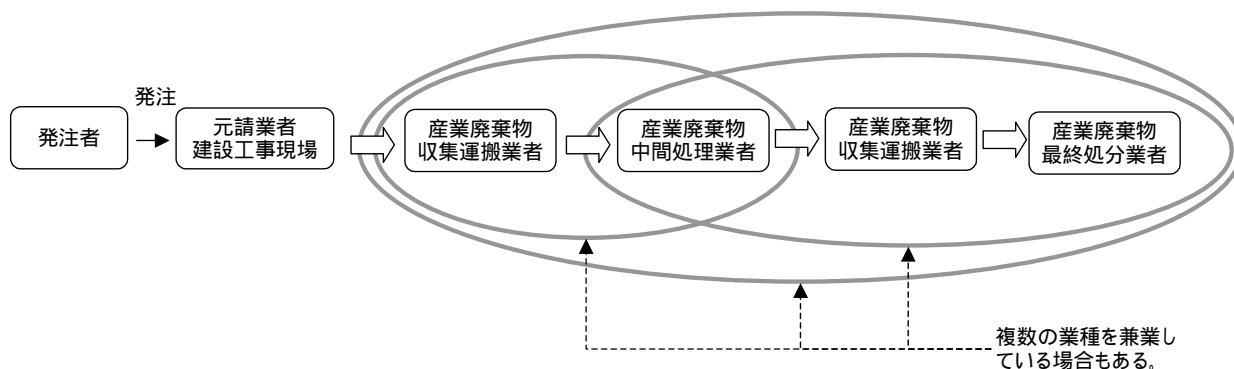 発注
発注者
元請業者
建設工事現場
産業廃棄物
収集運搬業者
産業廃棄物
中間処理業者
産業廃棄物
収集運搬業者
産業廃棄物
最終処分業者
複数の業種を兼業し
ている場合もある。